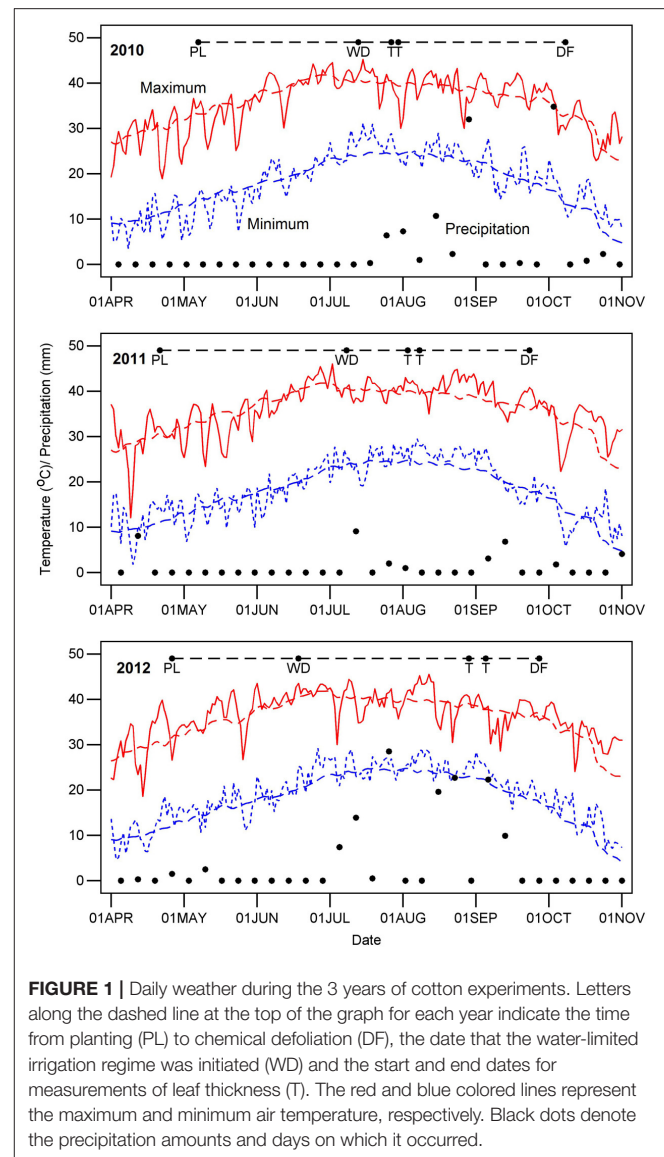 50
40
30
20
10
0
2010
PL
WD
TT
DF
Maximum
Minimum
Precipitation
01APR 01MAY 01JUN 01JUL 01AUG 01SEP 01OCT 01NOV
Temperature (°C)/ Precipitation (mm)
50
40
30
20
10
0
2011
PL
WD
T T
DF
01APR 01MAY 01JUN 01JUL 01AUG 01SEP 01OCT 01NOV
50
40
30
20
10
0
2012
PL
WD
T T
DF
01APR 01MAY 01JUN 01JUL 01AUG 01SEP 01OCT 01NOV
Date
FIGURE 1 | Daily weather during the 3 years of cotton experiments. Letters
along the dashed line at the top of the graph for each year indicate the time
from planting (PL) to chemical defoliation (DF), the date that the water-limited
irrigation regime was initiated (WD) and the start and end dates for
measurements of leaf thickness (T). The red and blue colored lines represent
the maximum and minimum air temperature, respectively. Black dots denote
the precipitation amounts and days on which it occurred.